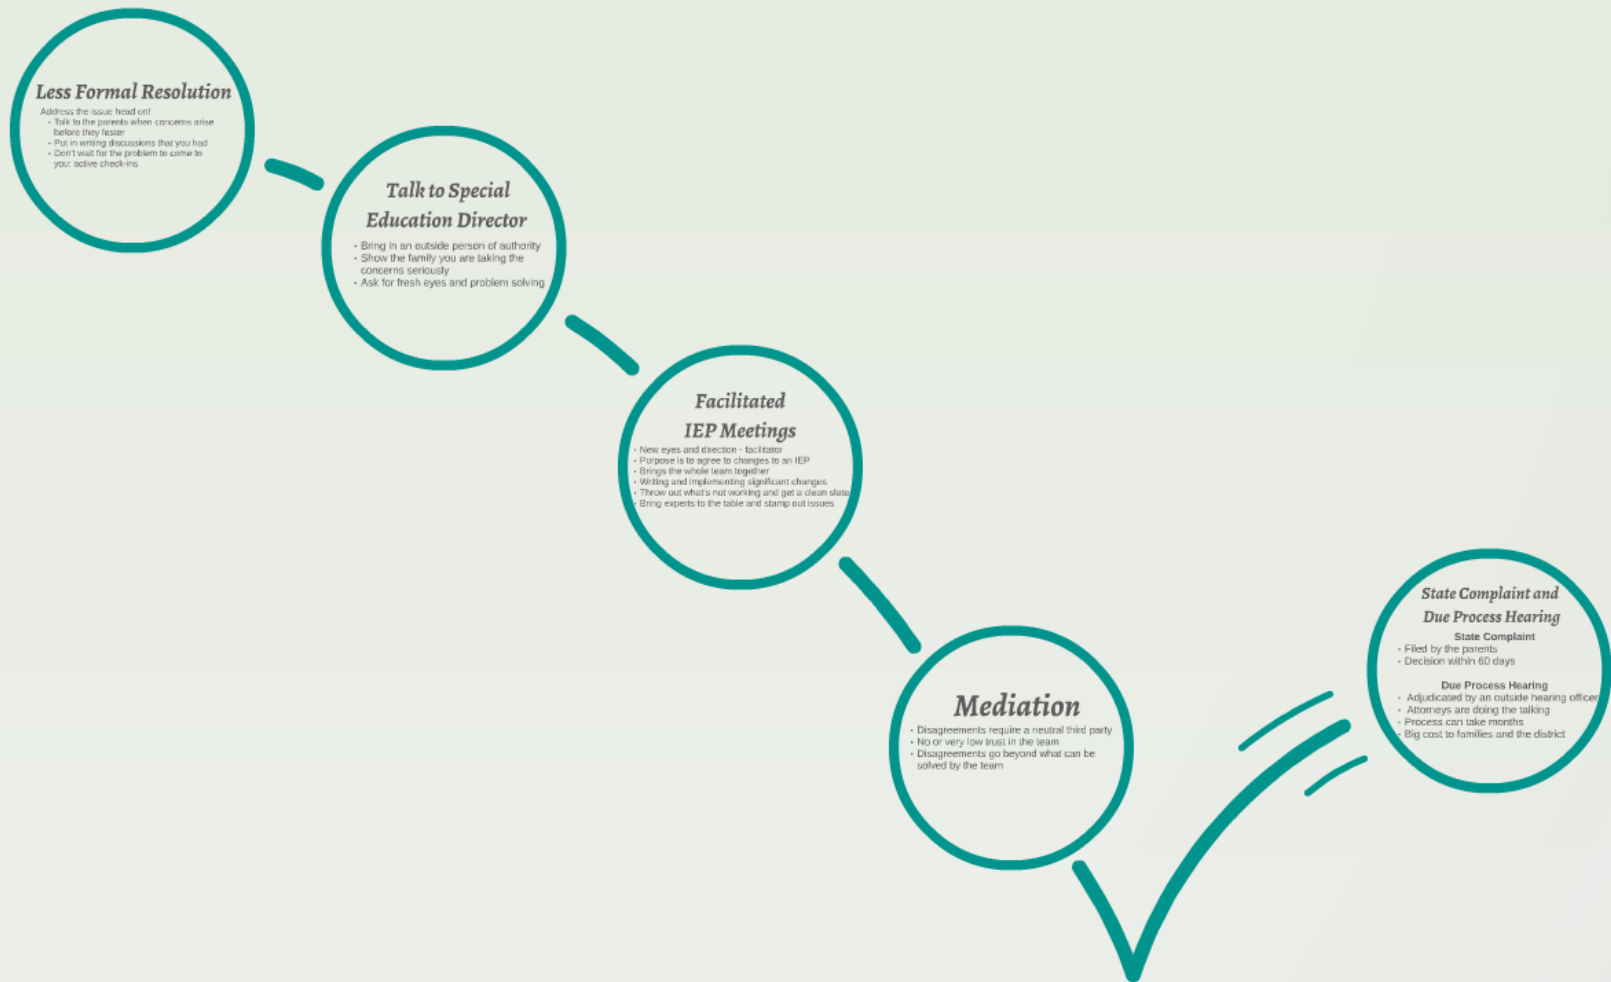 Less Formal Resolution
Address the issue head on!
- Talk to the parents when concerns arise
before they fester
- Put in writing discussions that you had
- Don't wait for the problem to come to
you: active check-ins
Talk to Special
Education Director
- Bring in an outside person of authority
- Show the family you are taking the
concerns seriously
- Ask for fresh eyes and problem solving
Facilitated
IEP Meetings
- New eyes and direction - facilitator
- Purpose is to agree to changes to an IEP
- Brings the whole team together
- Writing and implementing significant changes
- Throw out what's not working and get a clean slate
- Bring experts to the table and stamp out issues
Mediation
- Disagreements require a neutral third party
- No or very low trust in the team
- Disagreements go beyond what can be
solved by the team
State Complaint and
Due Process Hearing
State Complaint
- Filed by the parents
- Decision within 60 days
Due Process Hearing
- Adjudicated by an outside hearing officer
- Attorneys are doing the talking
- Process can take months
- Big cost to families and the district